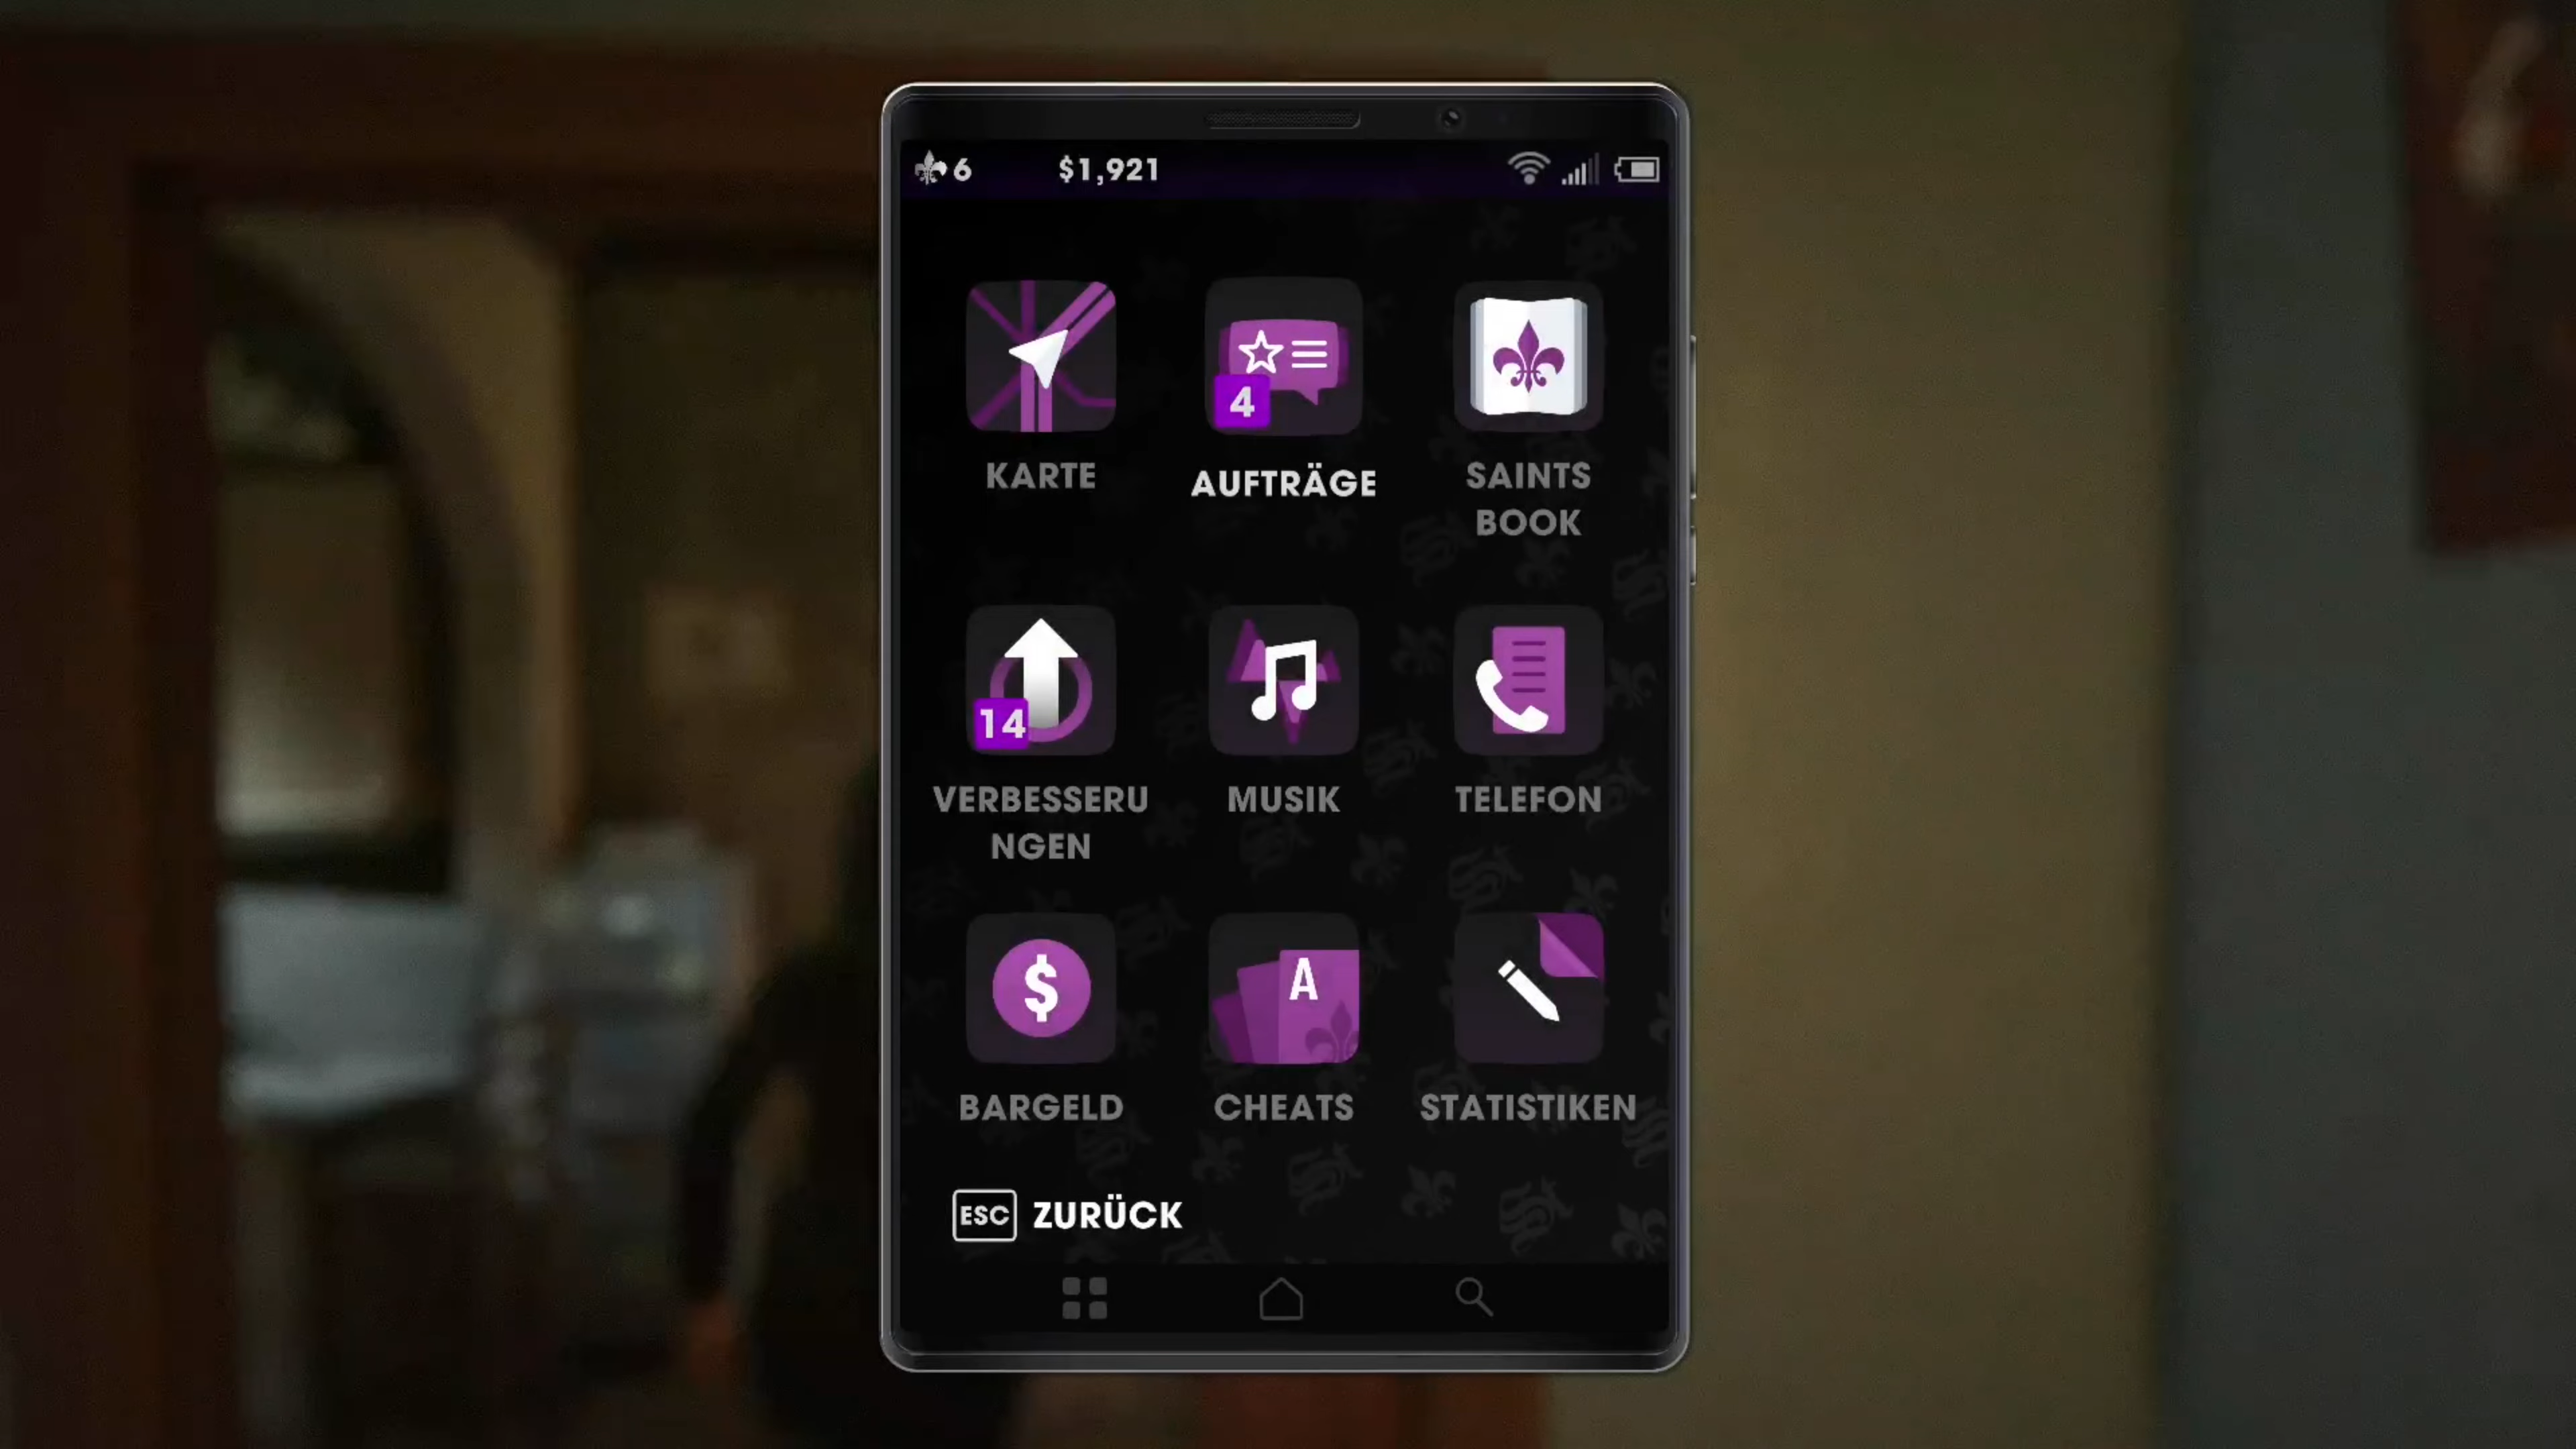 6 $1,921
KARTE
4
AUFTRÄGE
SAINTS
BOOK
14
VERBESSERU
NGEN
MUSIK
TELEFON
$
BARGELD
A
CHEATS
STATISTIKEN
ESC ZURÜCK